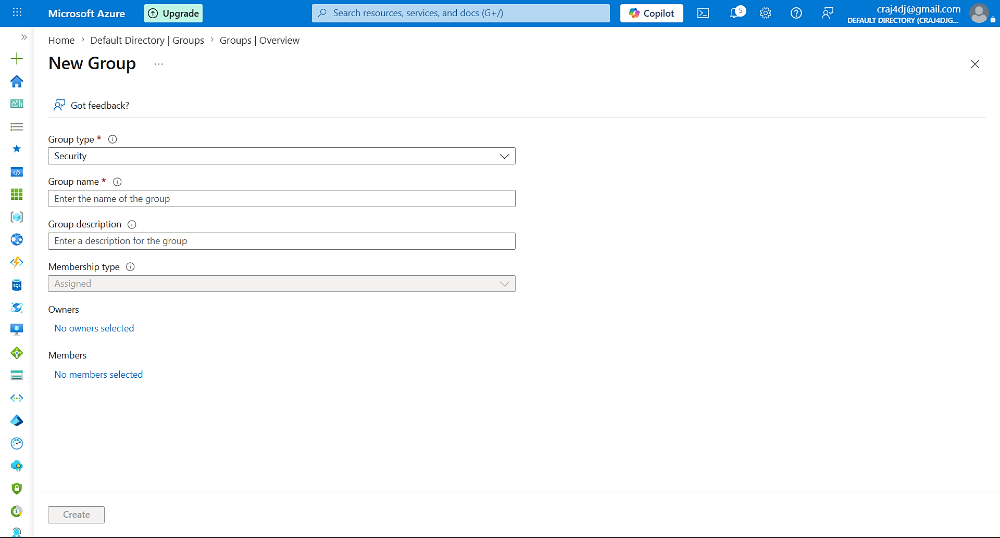 Microsoft Azure
Upgrade
Search resources, services, and docs (G+/)
Copilot
5
craj4dj@gmail.com
DEFAULT DIRECTORY (CRAJ4DJG...
Home > Default Directory | Groups > Groups | Overview
New Group ...
Got feedback?
Group type *
Security
Group name *
Enter the name of the group
Group description
Enter a description for the group
Membership type
Assigned
Owners
No owners selected
Members
No members selected
SQL
Create